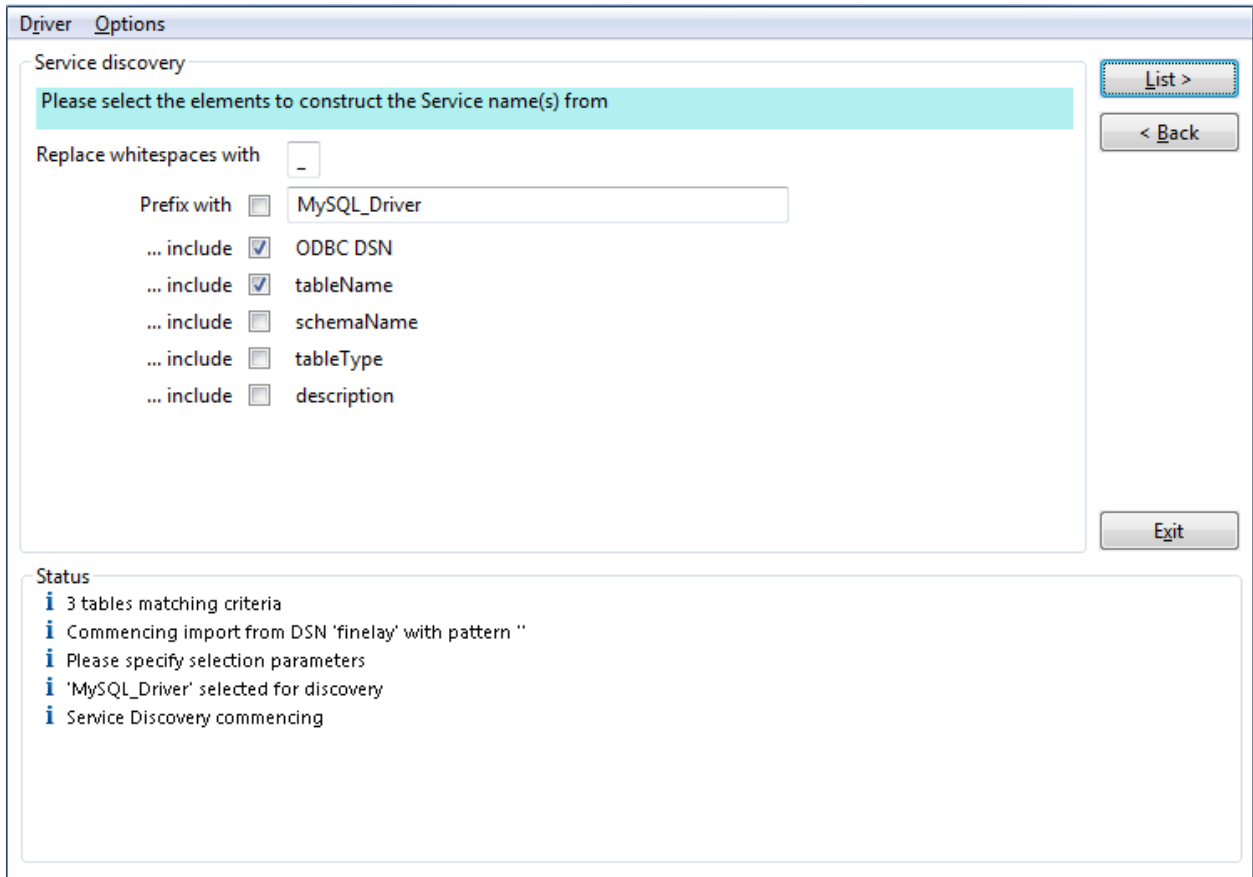 Driver Options
Service discovery
Please select the elements to construct the Service name(s) from
List >
< Back
Replace whitespaces with _
Prefix with MySQL_Driver
... include ODBC DSN
... include tableName
... include schemaName
... include tableType
... include description
Exit
Status
3 tables matching criteria
Commencing import from DSN 'finelay' with pattern ''
Please specify selection parameters
'MySQL_Driver' selected for discovery
Service Discovery commencing